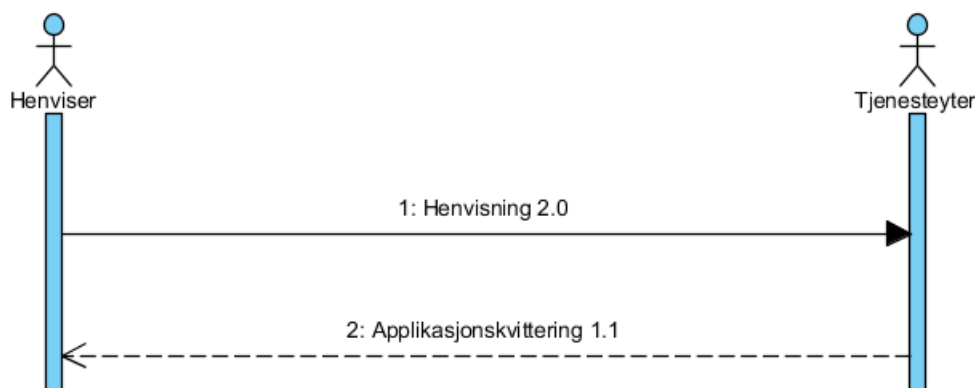 Henviser
Tjenesteyter
1: Henvisning 2.0
2: Applikasjonskvittering 1.1